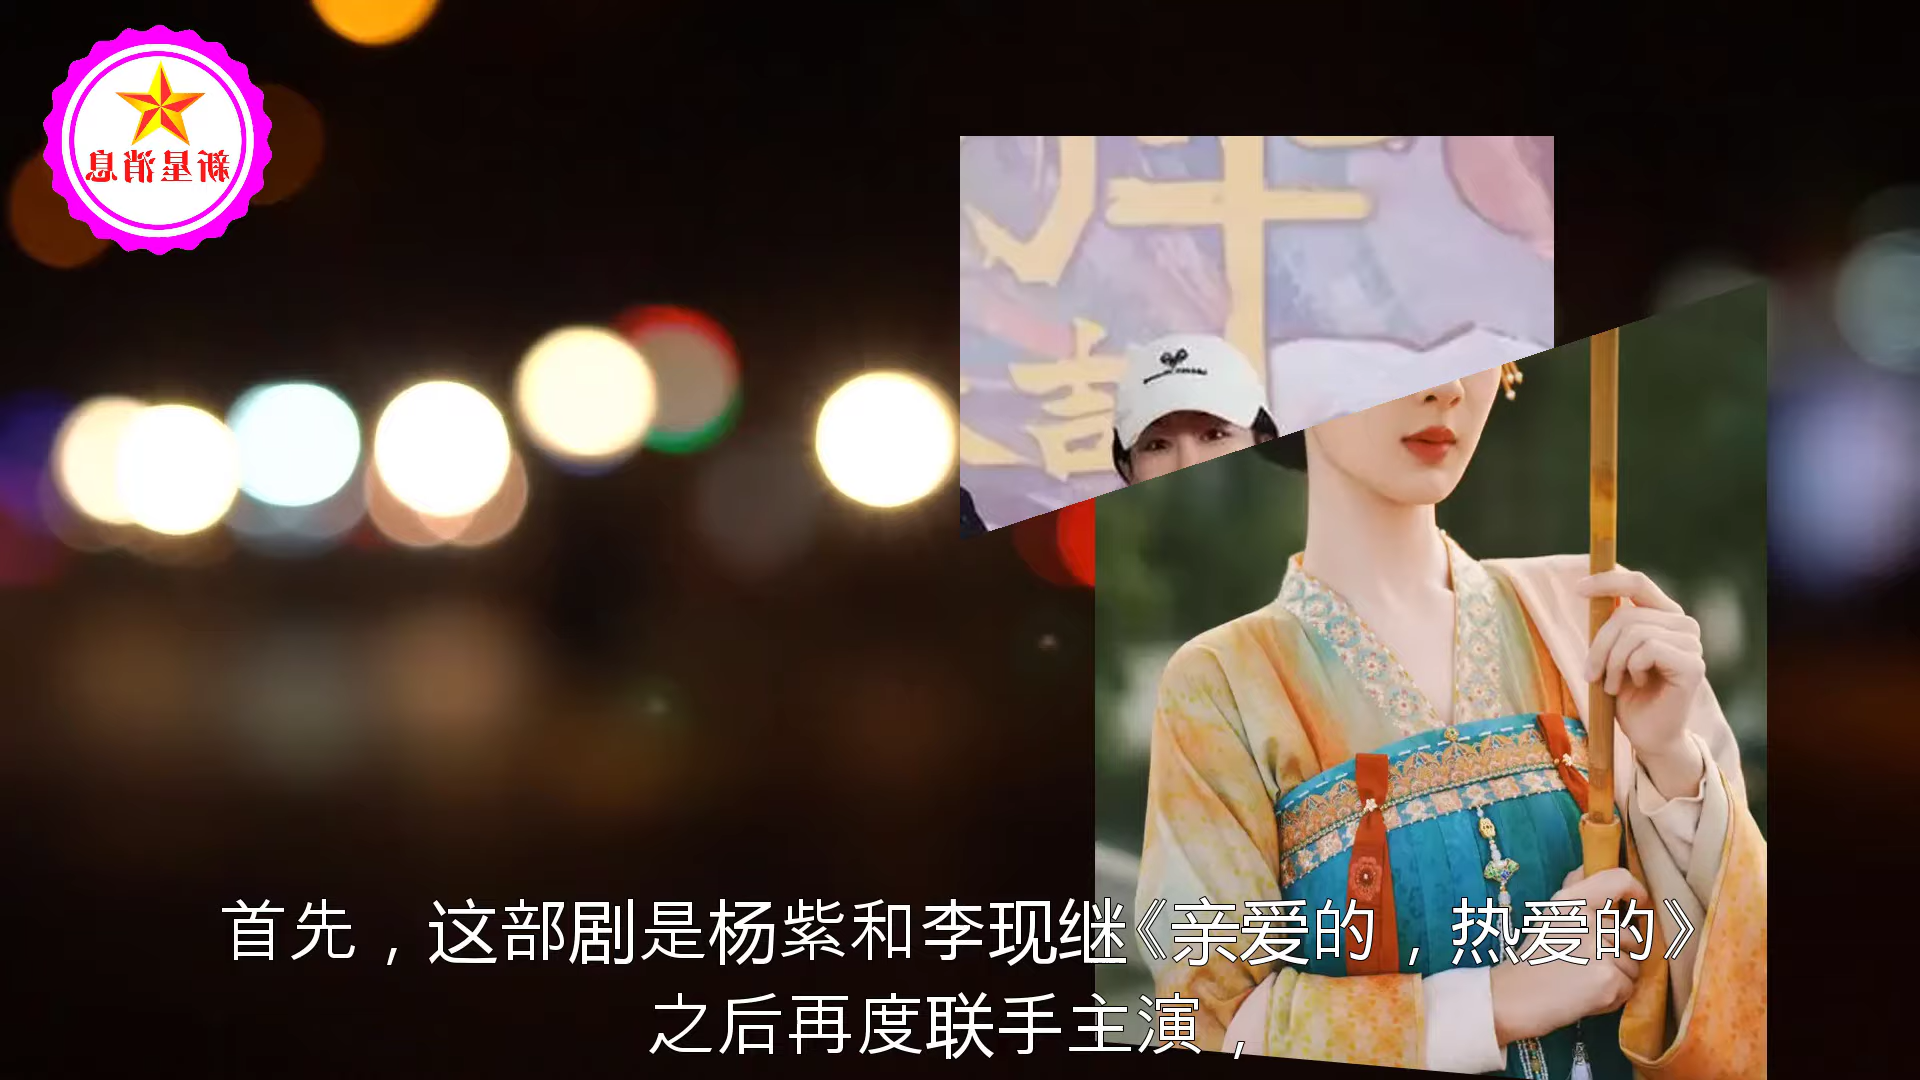 新星消息
吉
首先，这部剧是杨紫和李现继《亲爱的，热爱的》
之后再度联手主演，